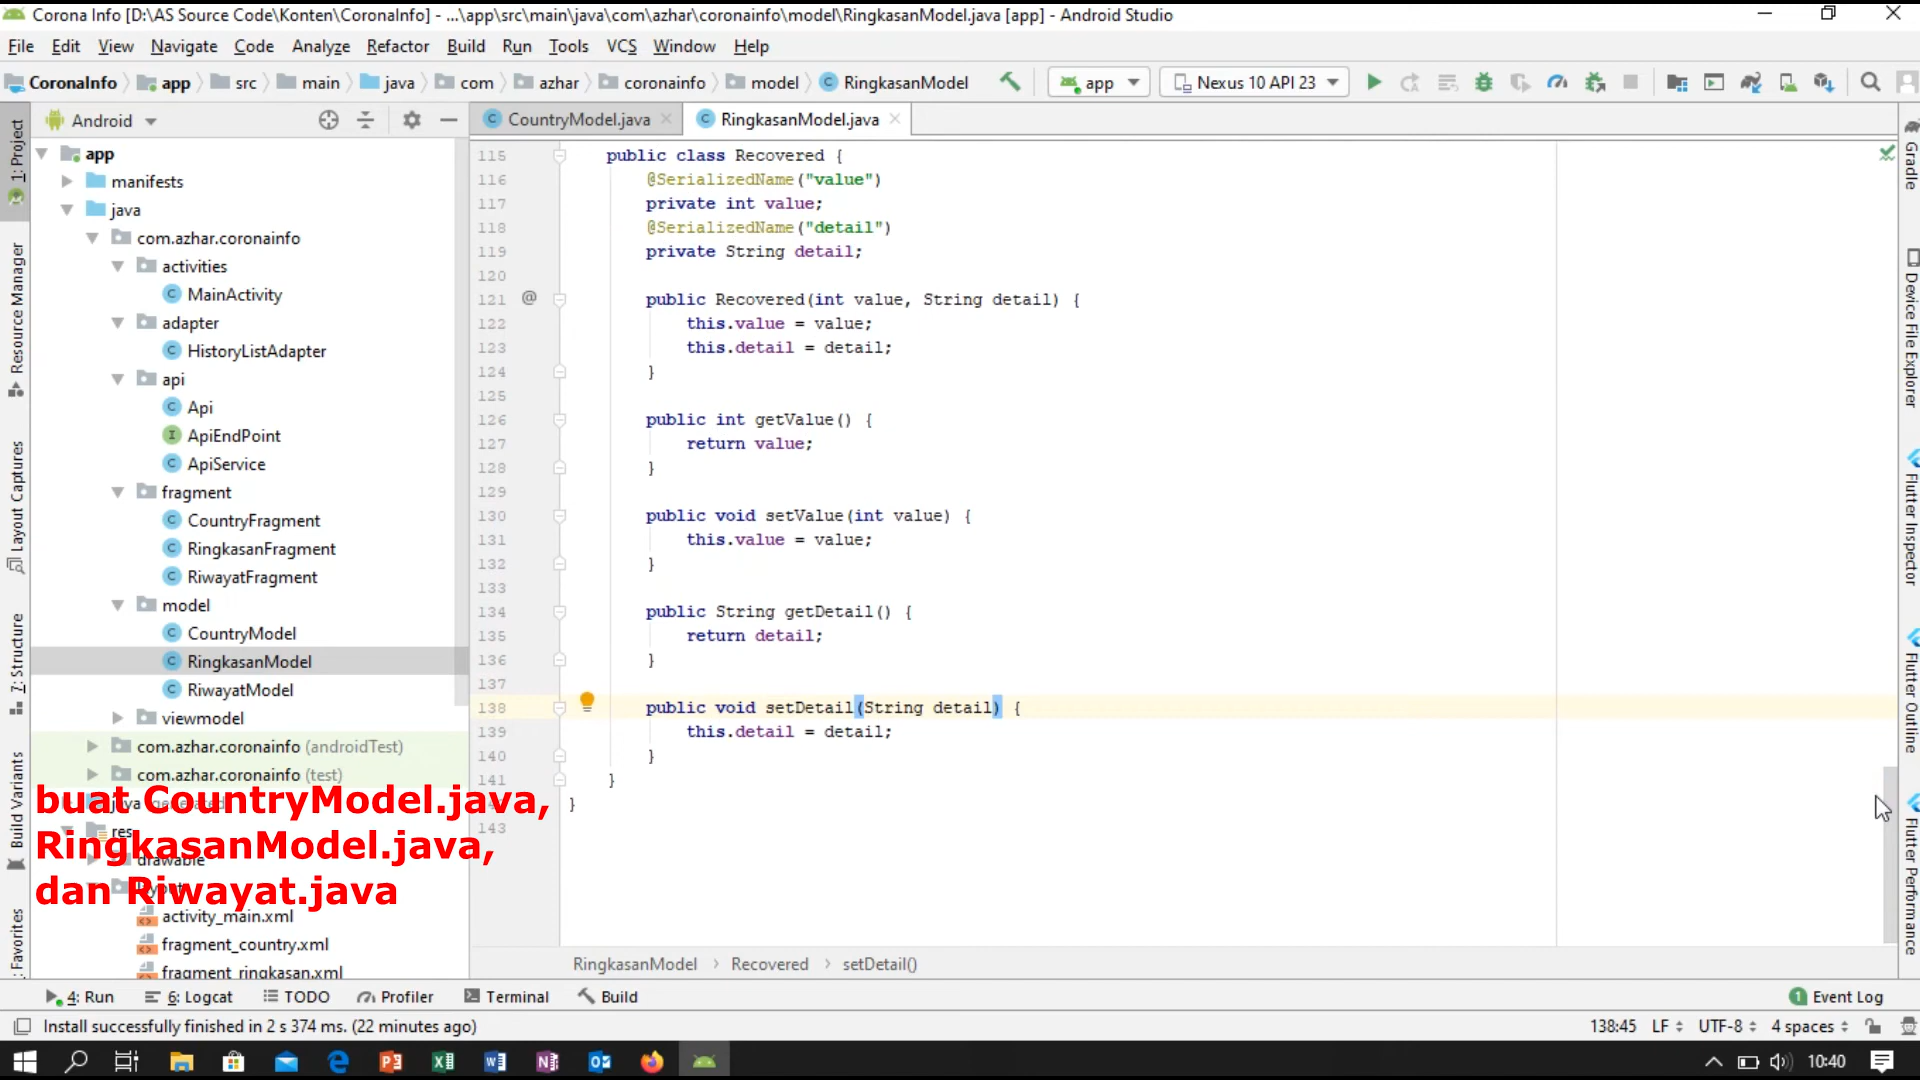 Corona Info [D:\AS Source Code\Konten\CoronaInfo] - ...\app\src\main\java\com\azhar\coronainfo\model\RingkasanModel.java [app] - Android Studio
File Edit View Navigate Code Analyze Refactor Build Run Tools VCS Window Help
CoronaInfo app src main java com azhar coronainfo model RingkasanModel app Nexus 10 API 23
Android CountryModel.java RingkasanModel.java
1: Project
Resource Manager
Layout Captures
7: Structure
Build Variants
Favorites
app
manifests
java
com.azhar.coronainfo
activities
MainActivity
adapter
HistoryListAdapter
api
Api
ApiEndPoint
ApiService
fragment
CountryFragment
RingkasanFragment
RiwayatFragment
model
CountryModel
RingkasanModel
RiwayatModel
viewmodel
com.azhar.coronainfo (androidTest)
com.azhar.coronainfo (test)
res
drawable
activity_main.xml
fragment_country.xml
fragment_ringkasan.xml
buat CountryModel.java,
RingkasanModel.java,
dan Riwayat.java
115 public class Recovered {
116 @SerializedName("value")
117 private int value;
118 @SerializedName("detail")
119 private String detail;
120
121 @ public Recovered(int value, String detail) {
122 this.value = value;
123 this.detail = detail;
124 }
125
126 public int getValue() {
127 return value;
128 }
129
130 public void setValue(int value) {
131 this.value = value;
132 }
133
134 public String getDetail() {
135 return detail;
136 }
137
138 public void setDetail(String detail) {
139 this.detail = detail;
140 }
141 }
}
143
RingkasanModel > Recovered > setDetail()
Gradle
Device File Explorer
Flutter Inspector
Flutter Outline
Flutter Performance
4: Run 6: Logcat TODO Profiler Terminal Build 1 Event Log
Install successfully finished in 2 s 374 ms. (22 minutes ago) 138:45 LF UTF-8 4 spaces
10:40